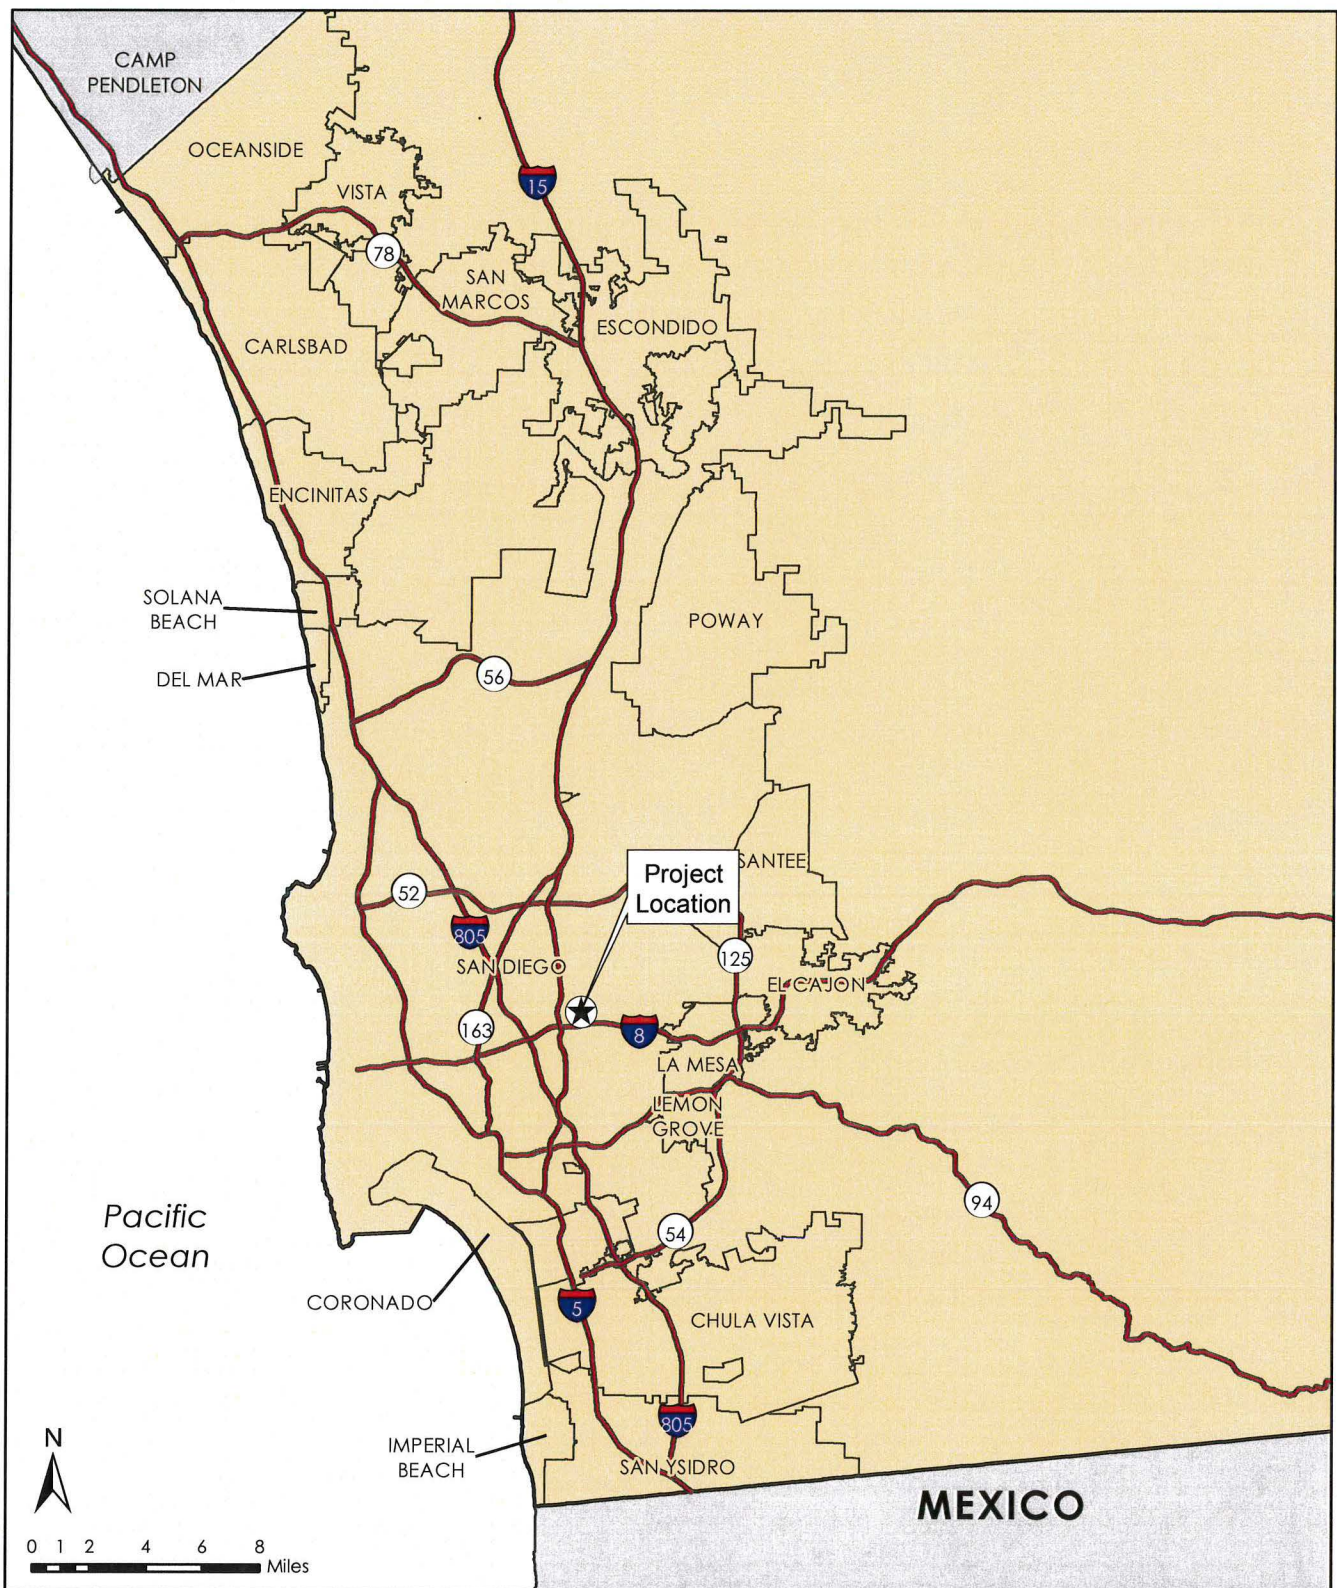 CAMP
PENDLETON
OCEANSIDE
VISTA
15
78
SAN
MARCOS
ESCONDIDO
CARLSBAD
ENCINITAS
SOLANA
BEACH
POWAY
DEL MAR
56
Project
Location
SANTEE
52
805
125
SAN DIEGO
EL CAJON
163
8
LA MESA
LEMON
GROVE
94
Pacific
Ocean
54
CORONADO
5
CHULA VISTA
805
IMPERIAL
BEACH
SAN YSIDRO
N
MEXICO
0 1 2 4 6 8
Miles